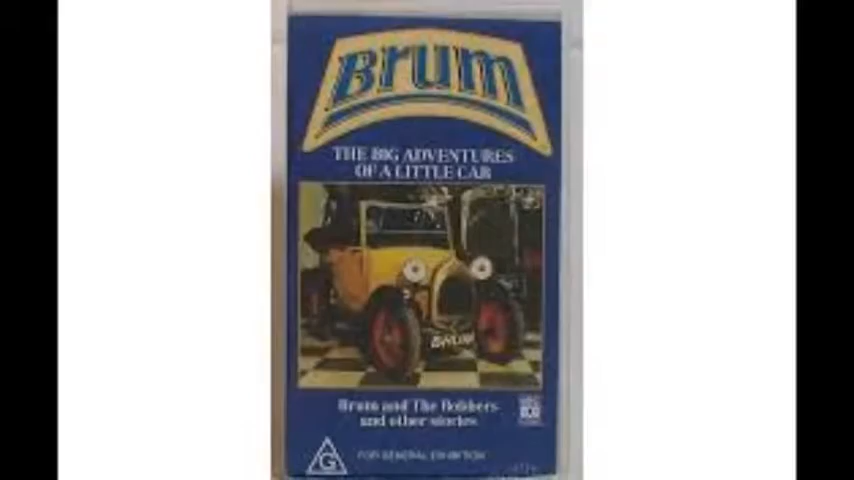 Brum
THE BIG ADVENTURES
OF A LITTLE CAR
BRUM
Brum and The Robbers
and other stories
G
FOR GENERAL EXHIBITION